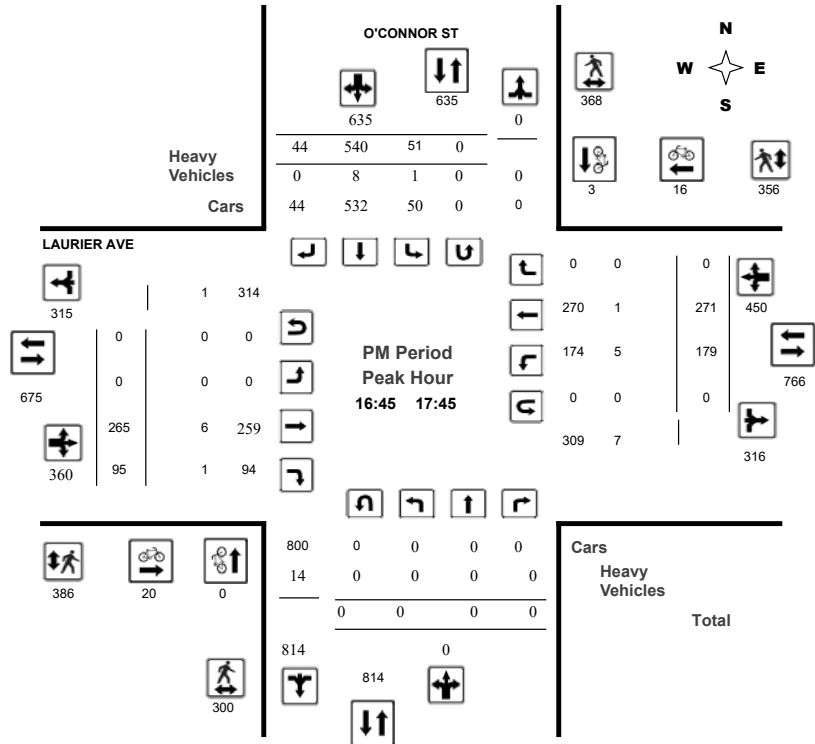 O'CONNOR ST
N
W E
S
635
635
0
368
44 540 51 0
Heavy
Vehicles
0 8 1 0 0
Cars
44 532 50 0 0
3 16 356
LAURIER AVE
315
1 314
0 0 0
0 0 0
675
265 6 259
360
95 1 94
PM Period
Peak Hour
16:45 17:45
0 0 0
270 1 271
450
174 5 179
766
0 0 0
309 7
316
386 20 0
300
800 0 0 0 0
14 0 0 0 0
0 0 0 0
814 0
814
Cars
Heavy
Vehicles
Total